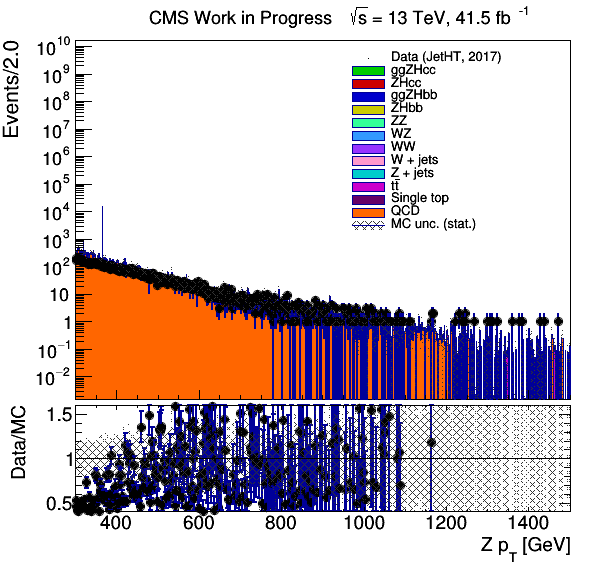 CMS Work in Progress √s = 13 TeV, 41.5 fb⁻¹
Events/2.0
10¹⁰
10⁹
10⁸
10⁷
10⁶
10⁵
10⁴
10³
10²
10
1
10⁻¹
10⁻²
Data (JetHT, 2017)
ggZHcc
ZHcc
ggZHbb
ZHbb
ZZ
WZ
WW
W + jets
Z + jets
tt̄
Single top
QCD
MC unc. (stat.)
Data/MC
1.5
1
0.5
400 600 800 1000 1200 1400
Z p_T [GeV]